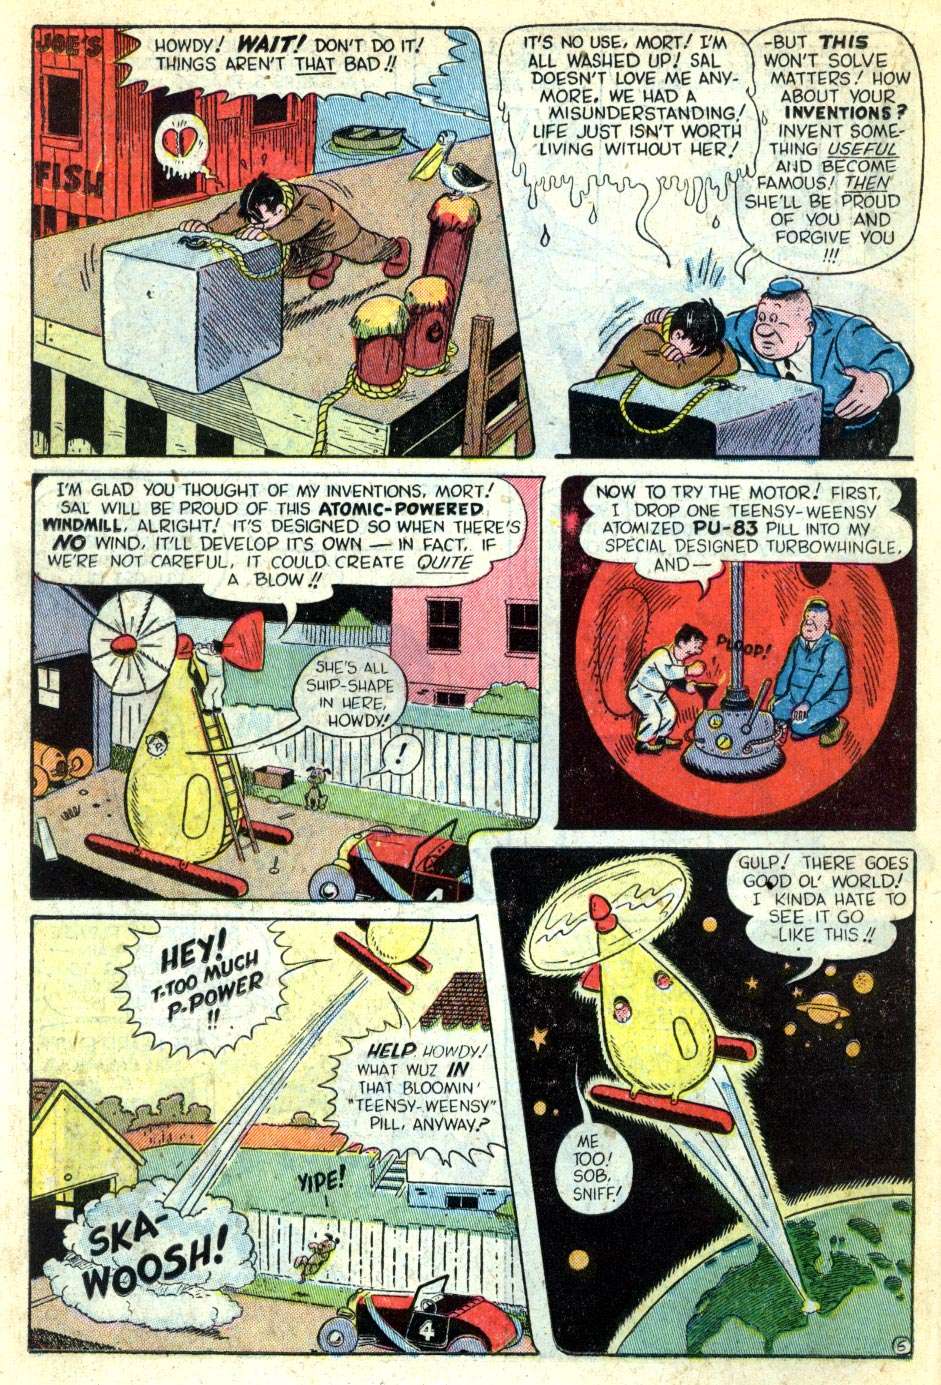 JOE'S
FISH
HOWDY! WAIT! DON'T DO IT!
THINGS AREN'T THAT BAD!!
IT'S NO USE, MORT! I'M
ALL WASHED UP! SAL
DOESN'T LOVE ME ANY-
MORE. WE HAD A
MISUNDERSTANDING!
LIFE JUST ISN'T WORTH
LIVING WITHOUT HER!
-BUT THIS
WON'T SOLVE
MATTERS! HOW
ABOUT YOUR
INVENTIONS?
INVENT SOME-
THING USEFUL
AND BECOME
FAMOUS! THEN
SHE'LL BE PROUD
OF YOU AND
FORGIVE YOU
!!!
I'M GLAD YOU THOUGHT OF MY INVENTIONS, MORT!
SAL WILL BE PROUD OF THIS ATOMIC-POWERED
WINDMILL, ALRIGHT! IT'S DESIGNED SO WHEN THERE'S
NO WIND, IT'LL DEVELOP IT'S OWN — IN FACT, IF
WE'RE NOT CAREFUL, IT COULD CREATE QUITE
A BLOW!!
SHE'S ALL
SHIP-SHAPE
IN HERE,
HOWDY!
!
4
NOW TO TRY THE MOTOR! FIRST,
I DROP ONE TEENSY-WEENSY
ATOMIZED PU-83 PILL INTO MY
SPECIAL DESIGNED TURBOWHINGLE,
AND—
PLOOP!
HEY!
T-TOO MUCH
P-POWER
!!
HELP HOWDY!
WHAT WUZ IN
THAT BLOOMIN'
"TEENSY-WEENSY"
PILL, ANYWAY?
YIPE!
!
SKA-
WOOSH!
4
GULP! THERE GOES
GOOD OL' WORLD!
I KINDA HATE TO
SEE IT GO
LIKE THIS!!
ME
TOO!
SOB,
SNIFF!
5